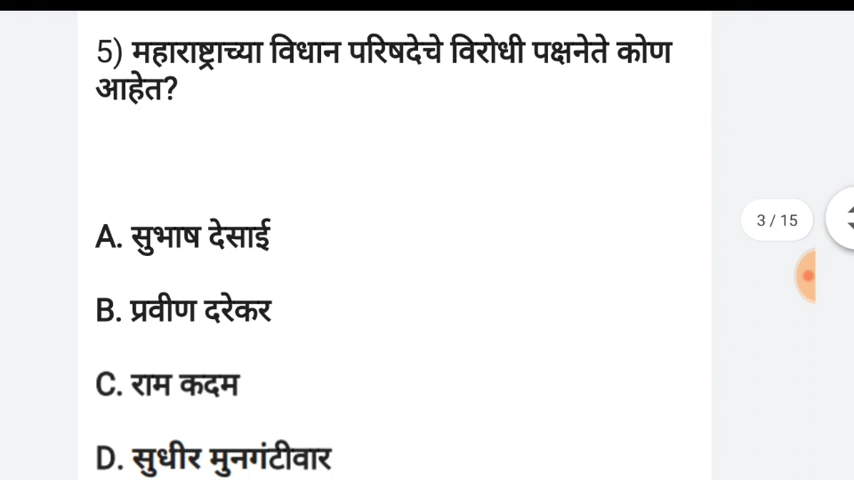 5) महाराष्ट्राच्या विधान परिषदेचे विरोधी पक्षनेते कोण
आहेत?
A. सुभाष देसाई
3 / 15
B. प्रवीण दरेकर
C. राम कदम
D. सुधीर मुनगंटीवार